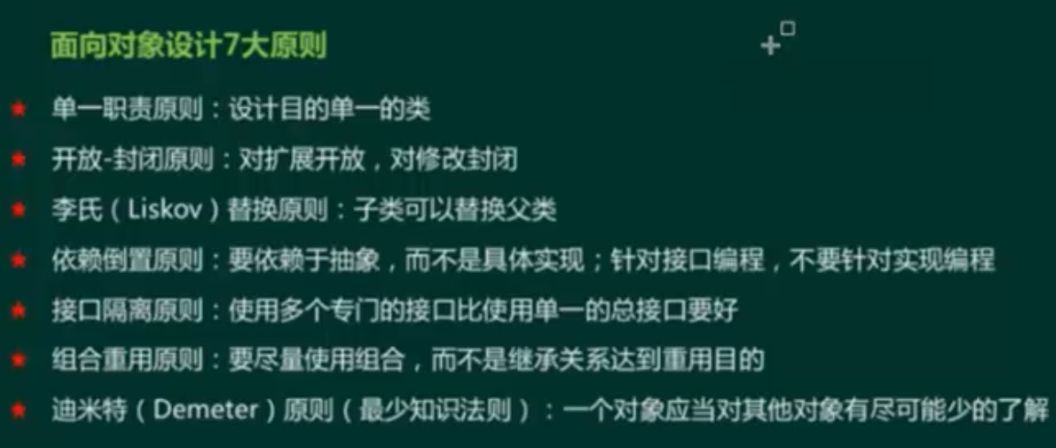 面向对象设计7大原则
单一职责原则：设计目的单一的类
开放-封闭原则：对扩展开放，对修改封闭
李氏（Liskov）替换原则：子类可以替换父类
依赖倒置原则：要依赖于抽象，而不是具体实现；针对接口编程，不要针对实现编程
接口隔离原则：使用多个专门的接口比使用单一的总接口要好
组合重用原则：要尽量使用组合，而不是继承关系达到重用目的
迪米特（Demeter）原则（最少知识法则）：一个对象应当对其他对象有尽可能少的了解